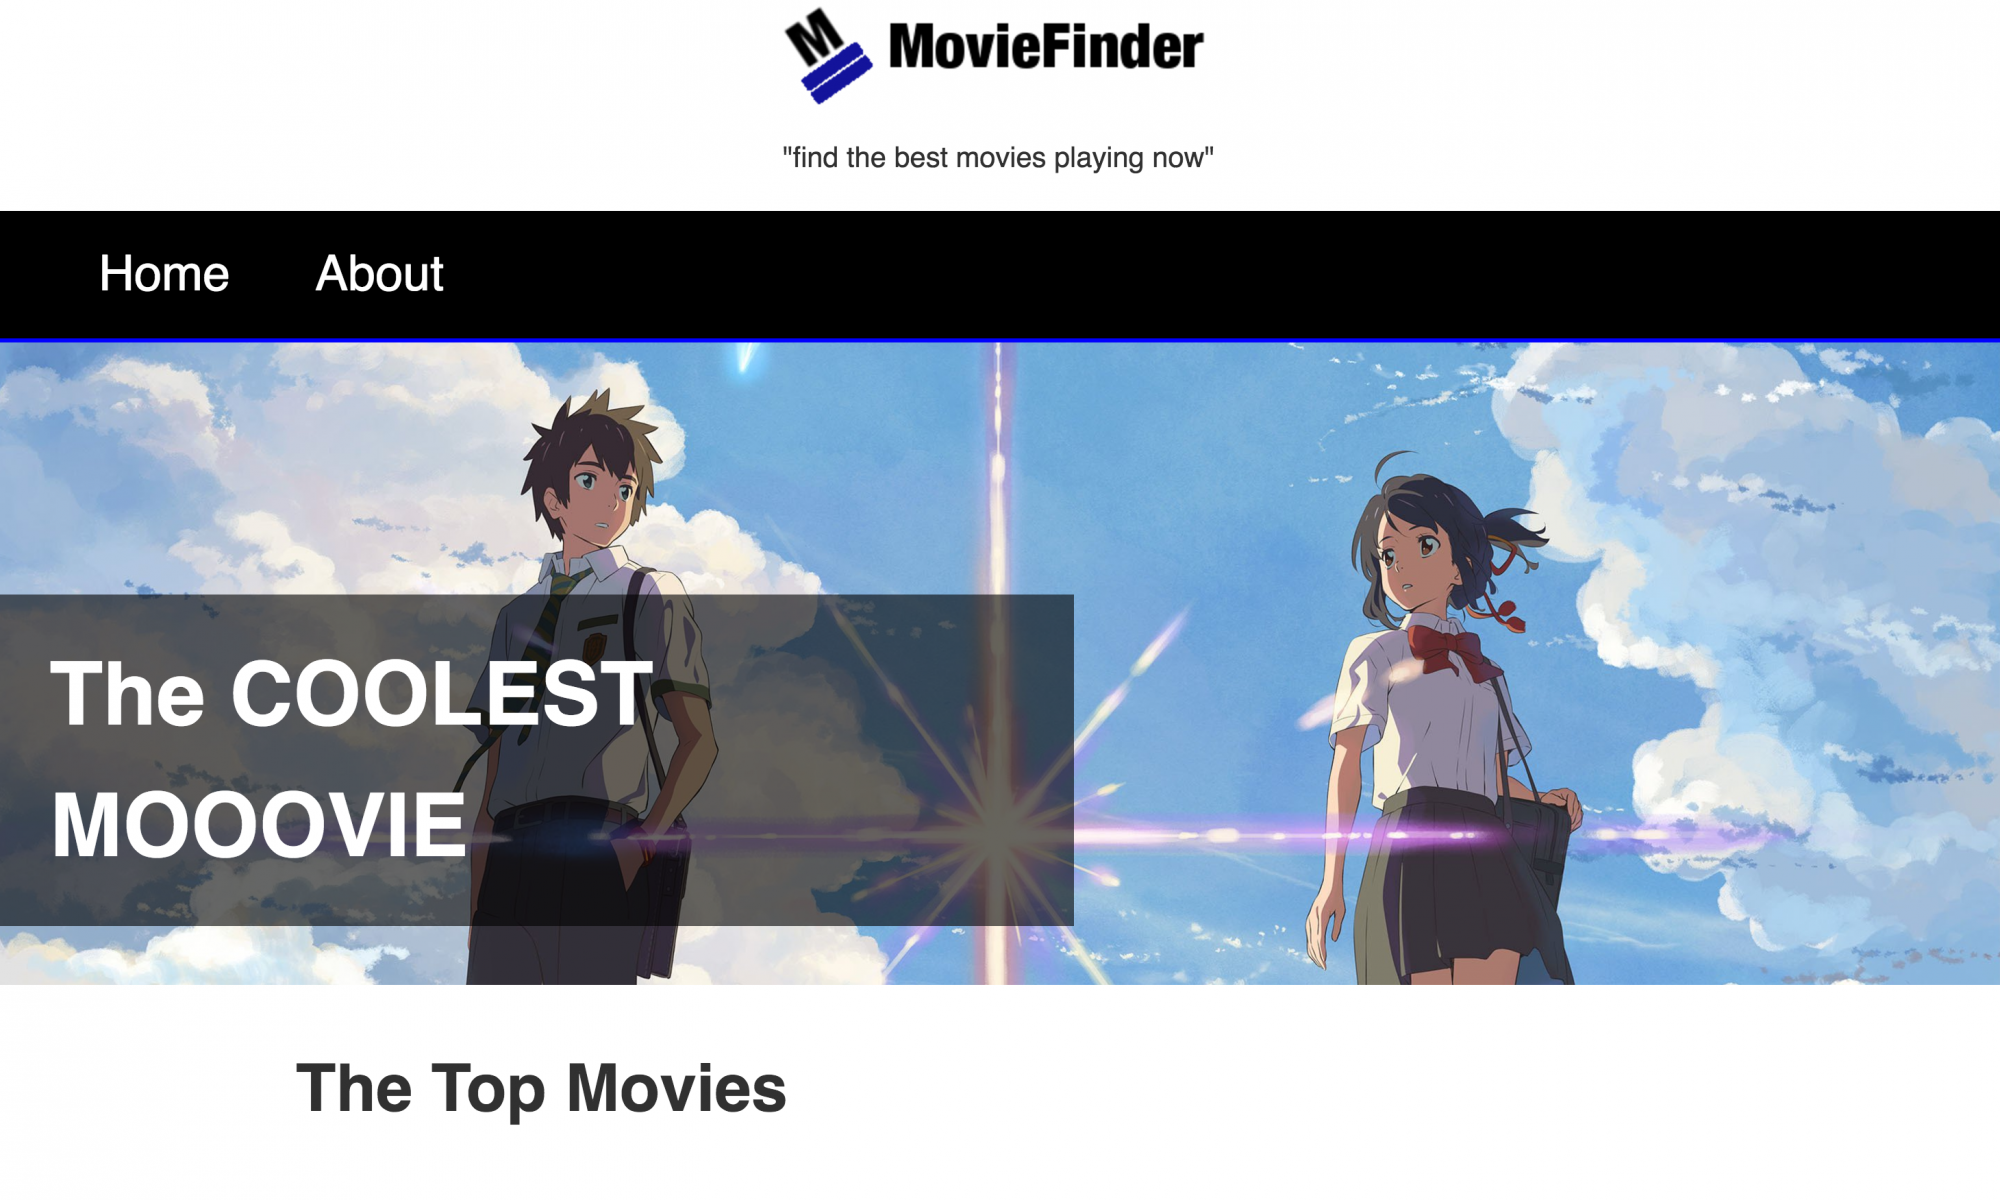 M MovieFinder
"find the best movies playing now"
Home About
The COOLEST
MOOOVIE
The Top Movies